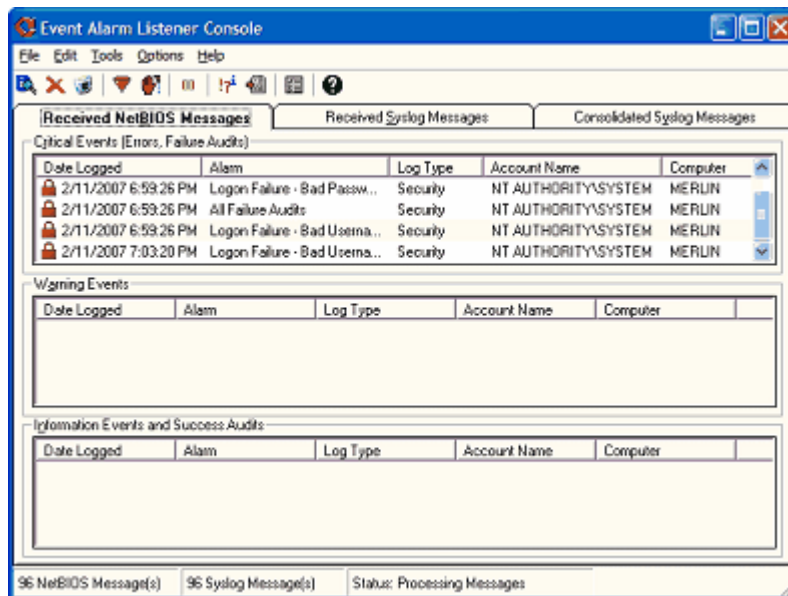 Event Alarm Listener Console
File Edit Tools Options Help
Received NetBIOS Messages Received Syslog Messages Consolidated Syslog Messages
Critical Events (Errors, Failure Audits)
Date Logged Alarm Log Type Account Name Computer
2/11/2007 6:59:26 PM Logon Failure - Bad Passw... Security NT AUTHORITY\SYSTEM MERLIN
2/11/2007 6:59:26 PM All Failure Audits Security NT AUTHORITY\SYSTEM MERLIN
2/11/2007 6:59:26 PM Logon Failure - Bad Userna... Security NT AUTHORITY\SYSTEM MERLIN
2/11/2007 7:03:20 PM Logon Failure - Bad Userna... Security NT AUTHORITY\SYSTEM MERLIN
Warning Events
Date Logged Alarm Log Type Account Name Computer
Information Events and Success Audits
Date Logged Alarm Log Type Account Name Computer
96 NetBIOS Message(s) 96 Syslog Message(s) Status: Processing Messages